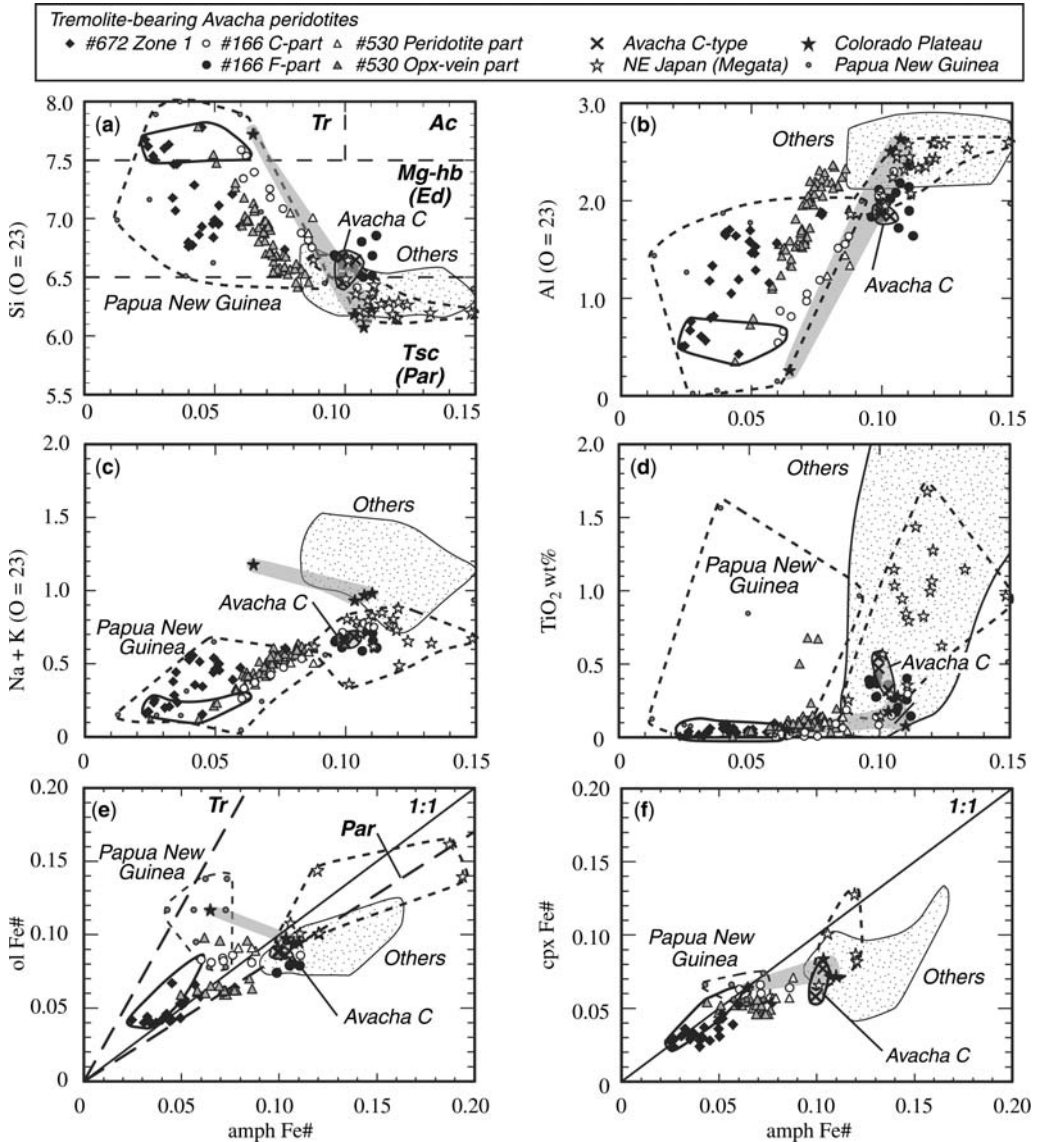 Tremolite-bearing Avacha peridotites
#672 Zone 1 #166 C-part #530 Peridotite part Avacha C-type Colorado Plateau
#166 F-part #530 Opx-vein part NE Japan (Megata) Papua New Guinea
(a)
Si (O = 23)
8.0
7.5
7.0
6.5
6.0
5.5
0 0.05 0.10 0.15
Tr
Ac
Mg-hb
(Ed)
Avacha C
Others
Papua New Guinea
Tsc
(Par)
(b)
Al (O = 23)
3.0
2.0
1.0
0
0 0.05 0.10 0.15
Others
Avacha C
(c)
Na + K (O = 23)
2.0
1.5
1.0
0.5
0
0 0.05 0.10 0.15
Others
Avacha C
Papua New
Guinea
(d)
TiO2 wt%
2.0
1.5
1.0
0.5
0
0 0.05 0.10 0.15
Others
Papua New
Guinea
Avacha C
(e)
ol Fe#
0.20
0.15
0.10
0.05
0
0 0.05 0.10 0.15 0.20
amph Fe#
Tr
1:1
Par
Papua New
Guinea
Others
Avacha C
(f)
cpx Fe#
0.20
0.15
0.10
0.05
0
0 0.05 0.10 0.15 0.20
amph Fe#
1:1
Papua New
Guinea
Others
Avacha C